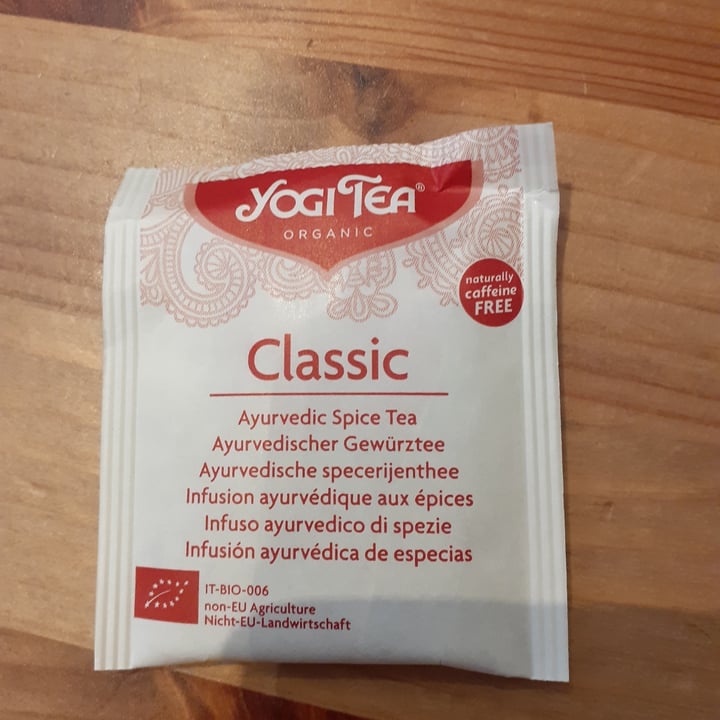 YOGI TEA®
ORGANIC
naturally
caffeine
FREE
Classic
Ayurvedic Spice Tea
Ayurvedischer Gewürztee
Ayurvedische specerijenthee
Infusion ayurvédique aux épices
Infuso ayurvedico di spezie
Infusión ayurvédica de especias
IT-BIO-006
non-EU Agriculture
Nicht-EU-Landwirtschaft